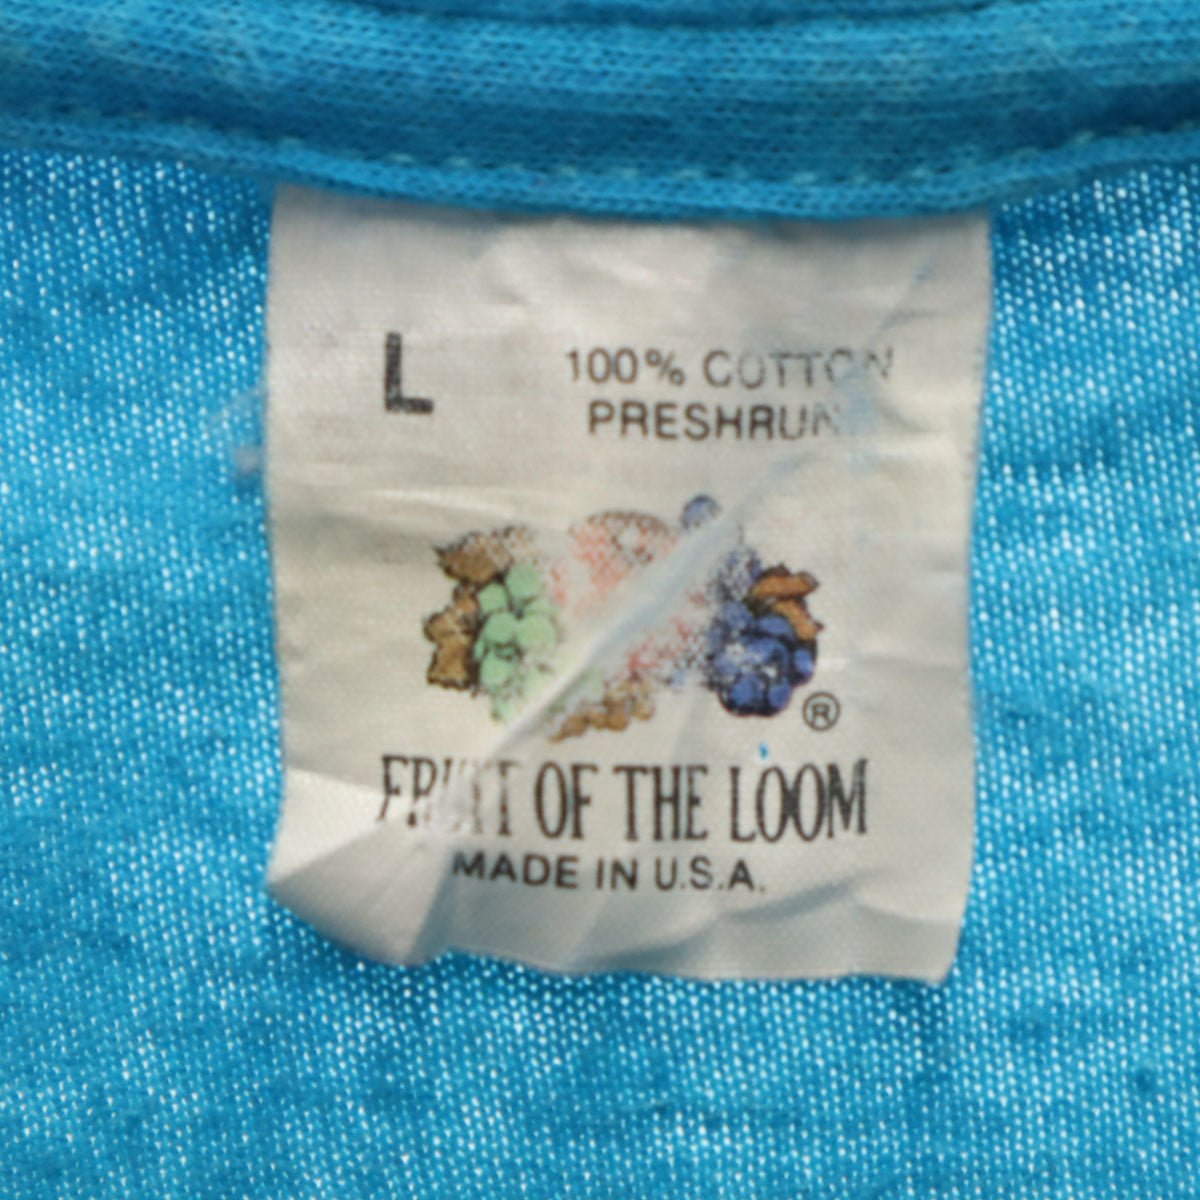 L
100% COTTON
PRESHRUNK
®
FRUIT OF THE LOOM
MADE IN U.S.A.